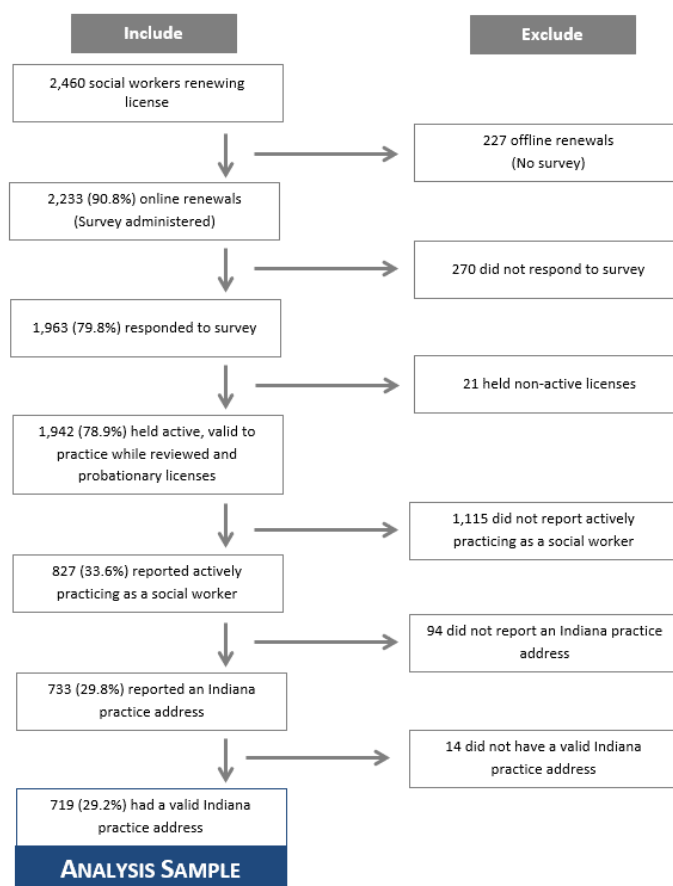 Include
Exclude
2,460 social workers renewing
license
227 offline renewals
(No survey)
2,233 (90.8%) online renewals
(Survey administered)
270 did not respond to survey
1,963 (79.8%) responded to survey
21 held non-active licenses
1,942 (78.9%) held active, valid to
practice while reviewed and
probationary licenses
1,115 did not report actively
practicing as a social worker
827 (33.6%) reported actively
practicing as a social worker
94 did not report an Indiana practice
address
733 (29.8%) reported an Indiana
practice address
14 did not have a valid Indiana
practice address
719 (29.2%) had a valid Indiana
practice address
ANALYSIS SAMPLE